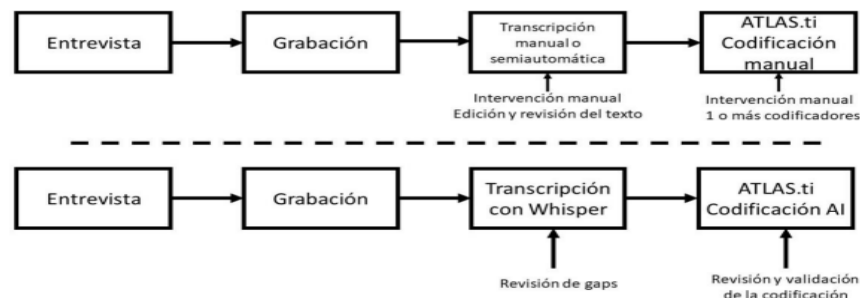 Entrevista
Grabación
Transcripción
manual o
semiautomática
ATLAS.ti
Codificación
manual
Intervención manual
Edición y revisión del texto
Intervención manual
1 o más codificadores
Entrevista
Grabación
Transcripción
con Whisper
ATLAS.ti
Codificación AI
Revisión de gaps
Revisión y validación
de la codificación